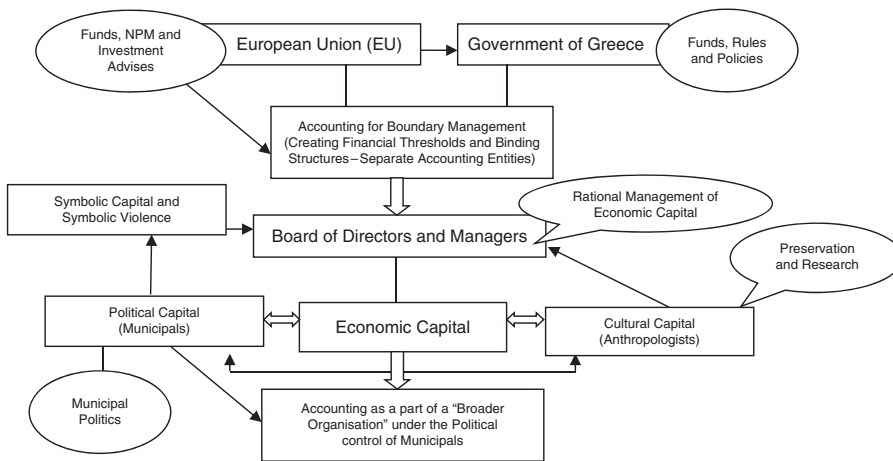 Funds, NPM and
Investment
Advises
European Union (EU)
Government of Greece
Funds, Rules
and Policies
Accounting for Boundary Management
(Creating Financial Thresholds and Binding
Structures–Separate Accounting Entities)
Symbolic Capital and
Symbolic Violence
Rational Management of
Economic Capital
Board of Directors and Managers
Preservation
and Research
Political Capital
(Municipals)
Economic Capital
Cultural Capital
(Anthropologists)
Municipal
Politics
Accounting as a part of a “Broader
Organisation” under the Political
control of Municipals